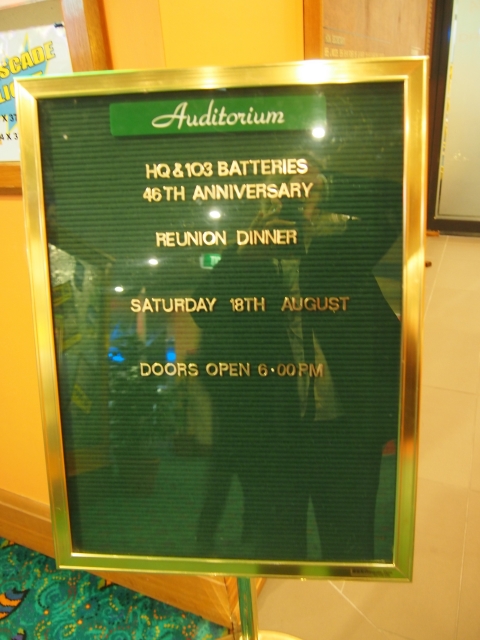 Auditorium
HQ & 103 BATTERIES
46TH ANNIVERSARY
REUNION DINNER
SATURDAY 18TH AUGUST
DOORS OPEN 6.00PM